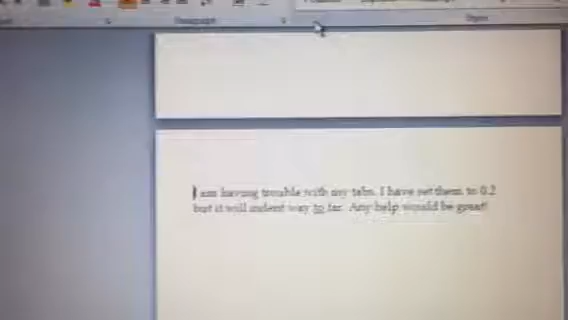 Paragraph
I am having trouble with my tabs. I have set them to 0.2
but it will indent way to far. Any help would be great!